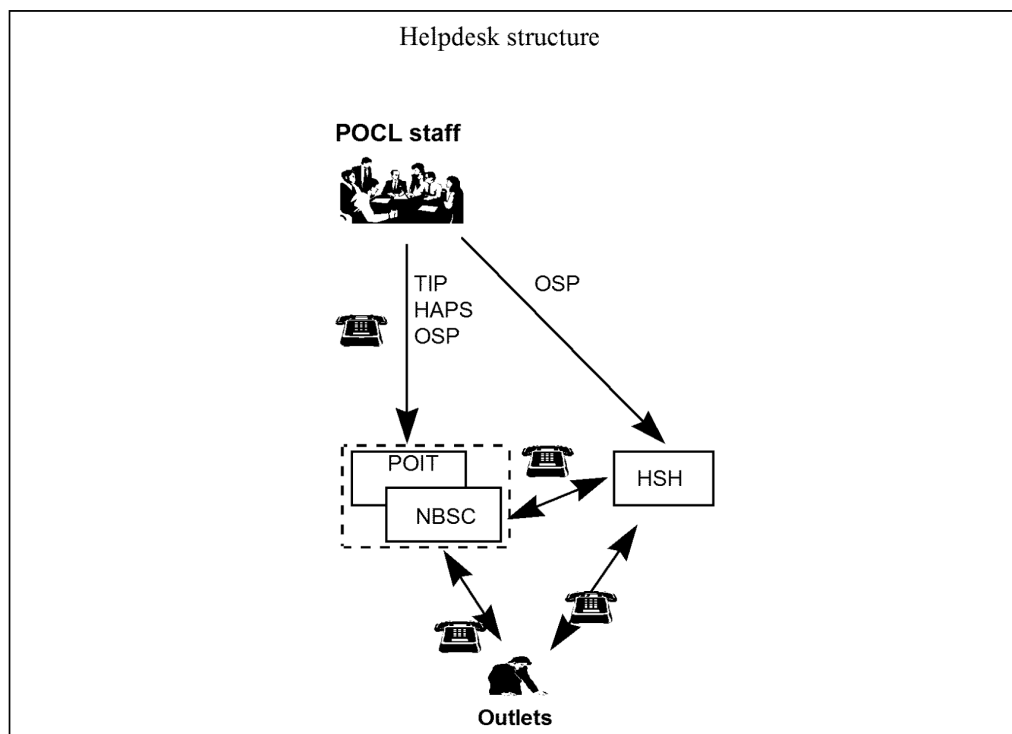 Helpdesk structure
POCL staff
TIP
HAPS
OSP
OSP
POIT
NBSC
HSH
Outlets